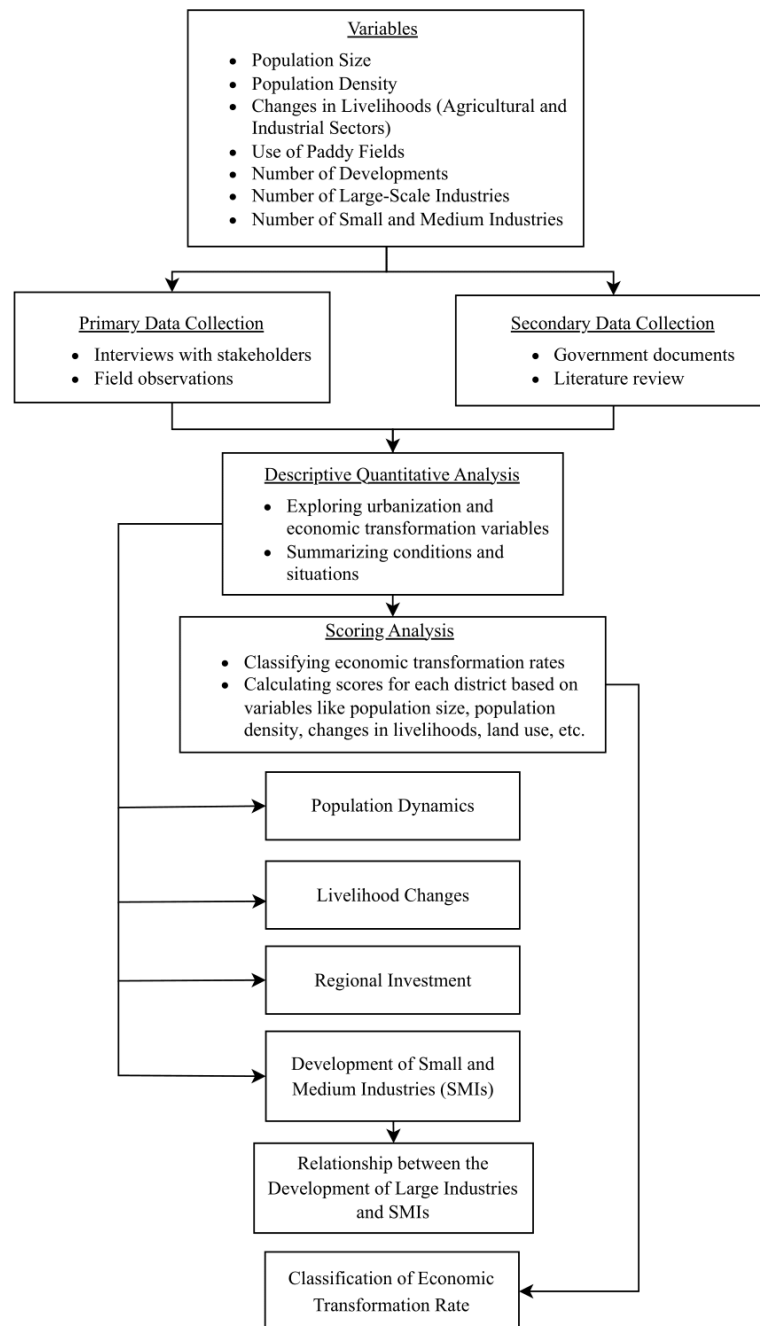 Variables
• Population Size
• Population Density
• Changes in Livelihoods (Agricultural and
Industrial Sectors)
• Use of Paddy Fields
• Number of Developments
• Number of Large-Scale Industries
• Number of Small and Medium Industries
Primary Data Collection
• Interviews with stakeholders
• Field observations
Secondary Data Collection
• Government documents
• Literature review
Descriptive Quantitative Analysis
• Exploring urbanization and
economic transformation variables
• Summarizing conditions and
situations
Scoring Analysis
• Classifying economic transformation rates
• Calculating scores for each district based on
variables like population size, population
density, changes in livelihoods, land use, etc.
Population Dynamics
Livelihood Changes
Regional Investment
Development of Small and
Medium Industries (SMIs)
Relationship between the
Development of Large Industries
and SMIs
Classification of Economic
Transformation Rate